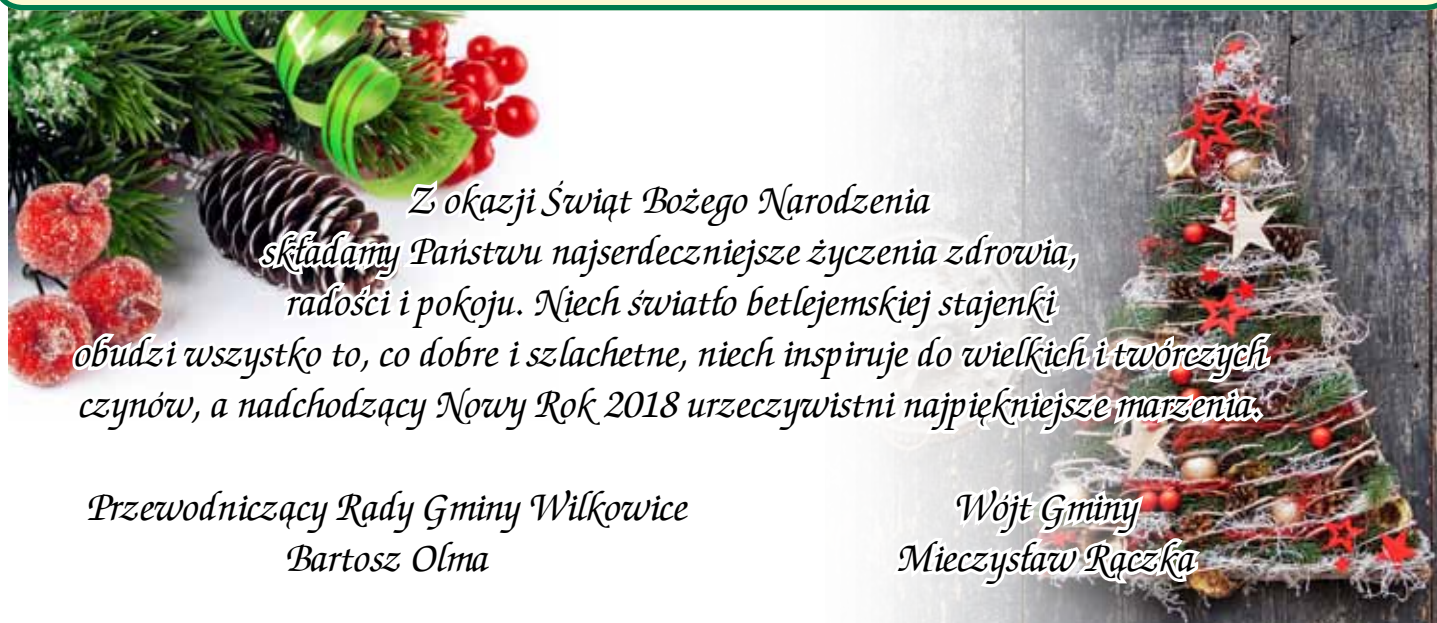 Z okazji Świąt Bożego Narodzenia
składamy Państwu najserdeczniejsze życzenia zdrowia,
radości i pokoju. Niech światło betlejemskiej stajenki
obudzi wszystko to, co dobre i szlachetne, niech inspiruje do wielkich i twórczych
czynów, a nadchodzący Nowy Rok 2018 urzeczywistni najpiękniejsze marzenia.
Przewodniczący Rady Gminy Wilkowice
Bartosz Olma
Wójt Gminy
Mieczysław Rączka